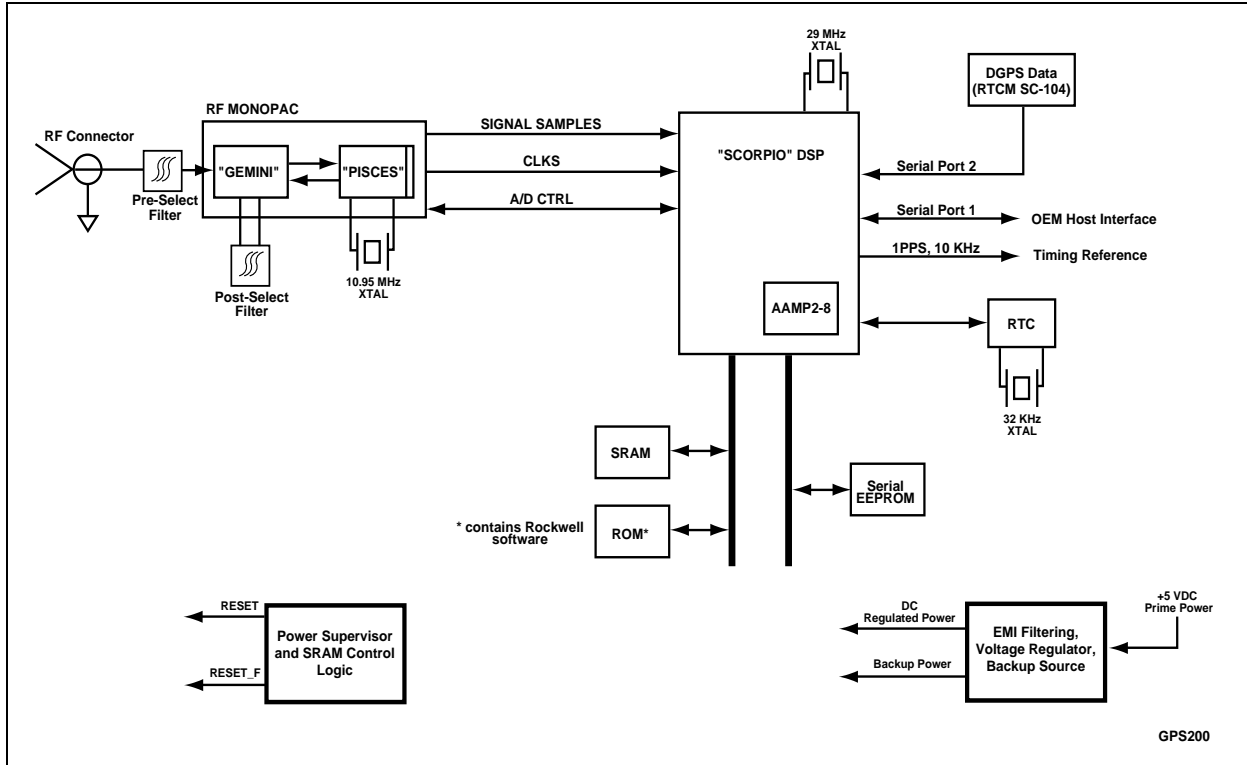 29 MHz
XTAL
DGPS Data
(RTCM SC-104)
RF MONOPAC
RF Connector
SIGNAL SAMPLES
"SCORPIO" DSP
"GEMINI"
"PISCES"
CLKS
Serial Port 2
Pre-Select
Filter
A/D CTRL
Serial Port 1
OEM Host Interface
1PPS, 10 KHz
Timing Reference
10.95 MHz
XTAL
Post-Select
Filter
AAMP2-8
RTC
32 KHz
XTAL
SRAM
Serial
EEPROM
* contains Rockwell
software
ROM*
RESET
Power Supervisor
and SRAM Control
Logic
RESET_F
+5 VDC
Prime Power
DC
Regulated Power
EMI Filtering,
Voltage Regulator,
Backup Source
Backup Power
GPS200